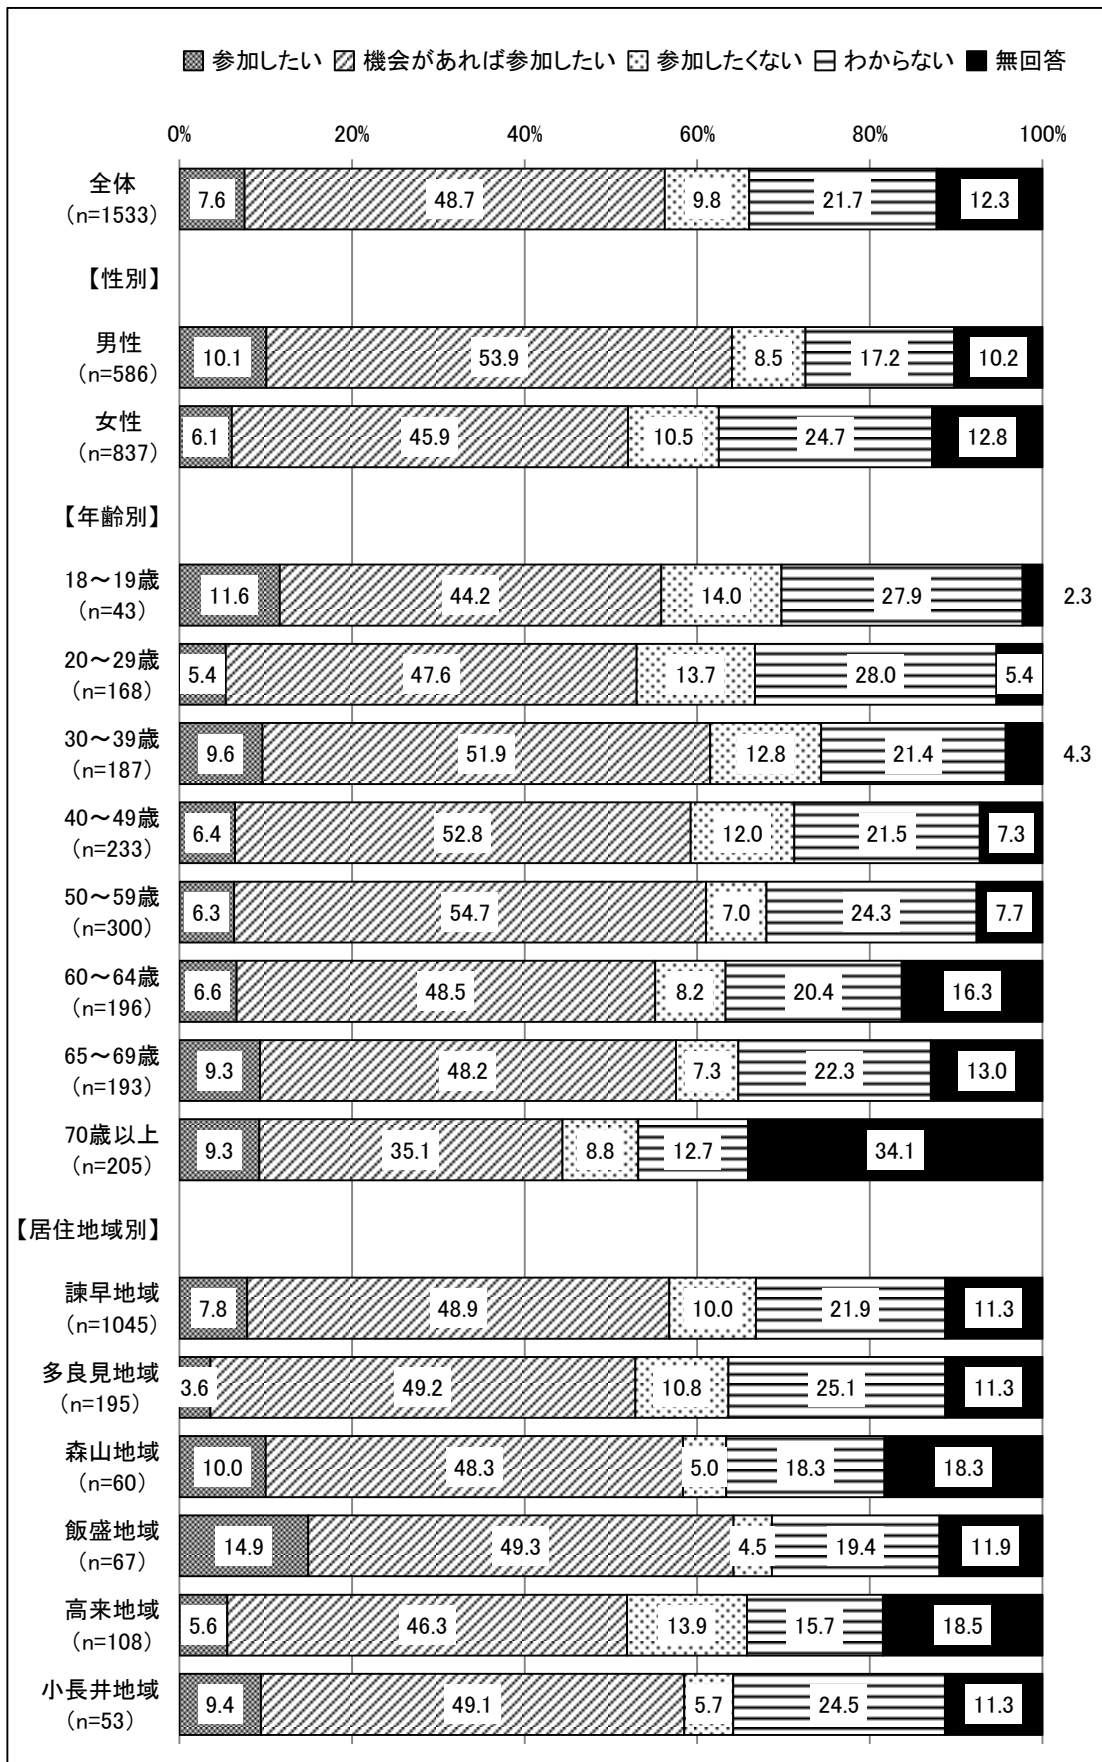 参加したい 機会があれば参加したい 参加したくない わからない 無回答
0% 20% 40% 60% 80% 100%
全体
(n=1533)
7.6 48.7 9.8 21.7 12.3
【性別】
男性
(n=586)
10.1 53.9 8.5 17.2 10.2
女性
(n=837)
6.1 45.9 10.5 24.7 12.8
【年齢別】
18～19歳
(n=43)
11.6 44.2 14.0 27.9 2.3
20～29歳
(n=168)
5.4 47.6 13.7 28.0 5.4
30～39歳
(n=187)
9.6 51.9 12.8 21.4 4.3
40～49歳
(n=233)
6.4 52.8 12.0 21.5 7.3
50～59歳
(n=300)
6.3 54.7 7.0 24.3 7.7
60～64歳
(n=196)
6.6 48.5 8.2 20.4 16.3
65～69歳
(n=193)
9.3 48.2 7.3 22.3 13.0
70歳以上
(n=205)
9.3 35.1 8.8 12.7 34.1
【居住地域別】
諫早地域
(n=1045)
7.8 48.9 10.0 21.9 11.3
多良見地域
(n=195)
3.6 49.2 10.8 25.1 11.3
森山地域
(n=60)
10.0 48.3 5.0 18.3 18.3
飯盛地域
(n=67)
14.9 49.3 4.5 19.4 11.9
高来地域
(n=108)
5.6 46.3 13.9 15.7 18.5
小長井地域
(n=53)
9.4 49.1 5.7 24.5 11.3